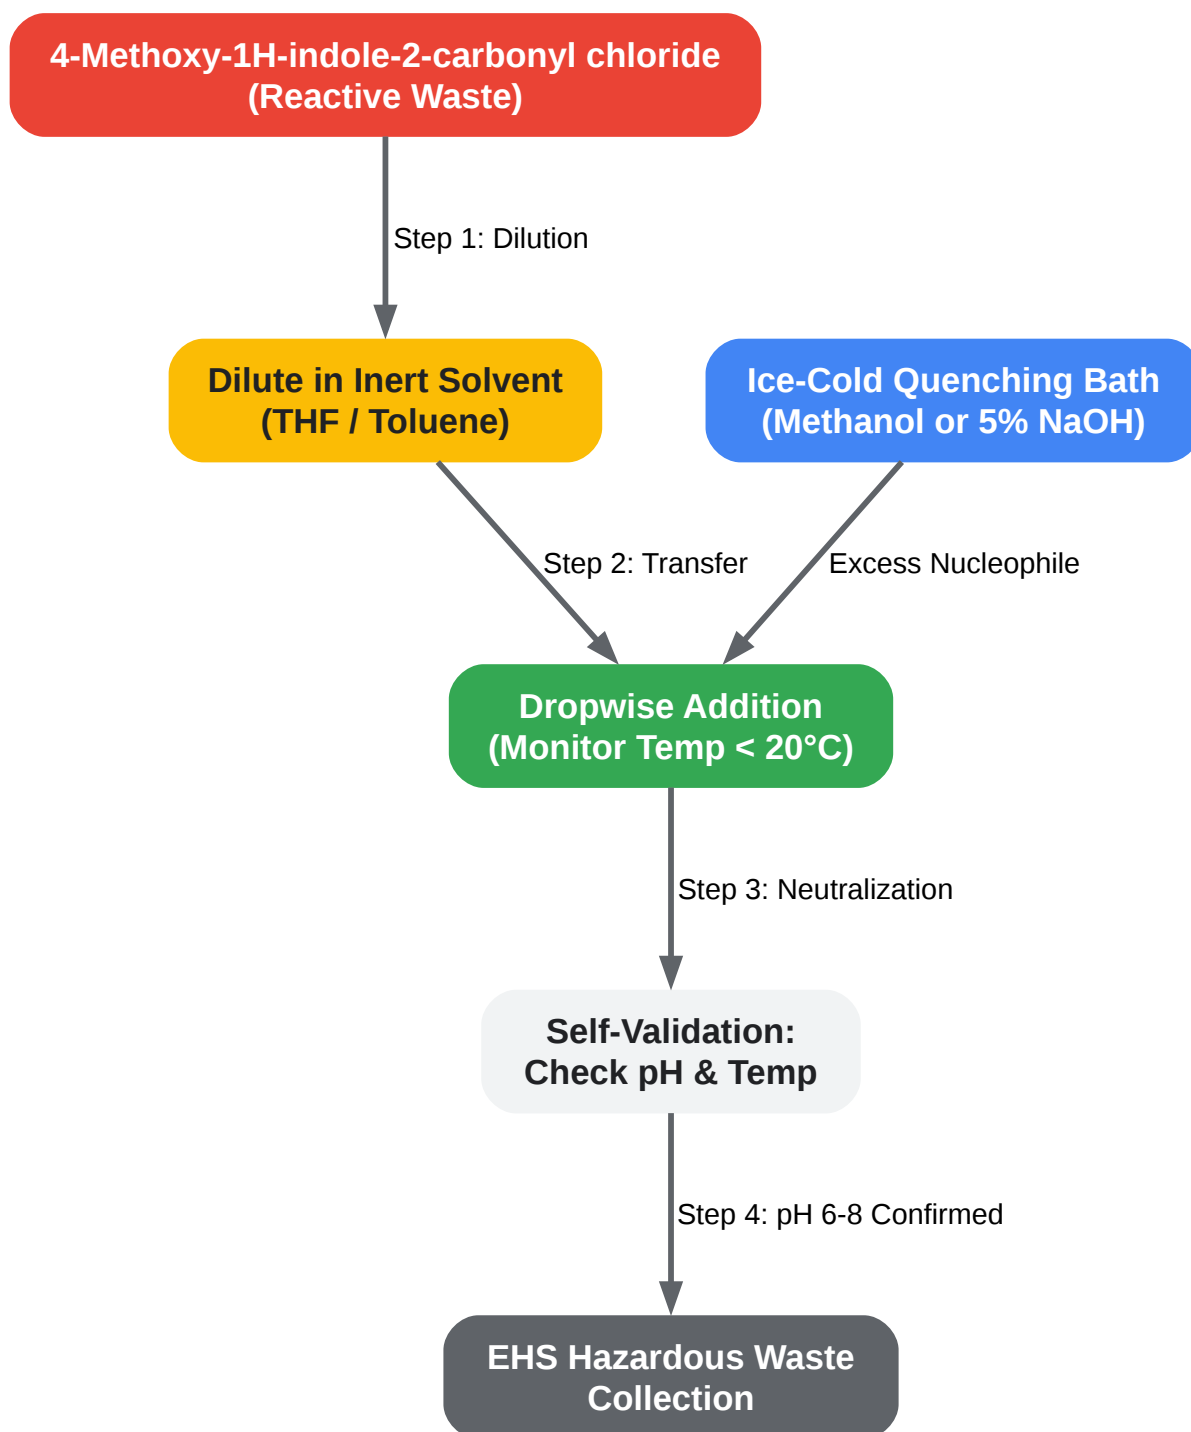 4-Methoxy-1H-indole-2-carbonyl chloride
(Reactive Waste)
Step 1: Dilution
Dilute in Inert Solvent
(THF / Toluene)
Ice-Cold Quenching Bath
(Methanol or 5% NaOH)
Step 2: Transfer
Excess Nucleophile
Dropwise Addition
(Monitor Temp < 20°C)
Step 3: Neutralization
Self-Validation:
Check pH & Temp
Step 4: pH 6-8 Confirmed
EHS Hazardous Waste
Collection